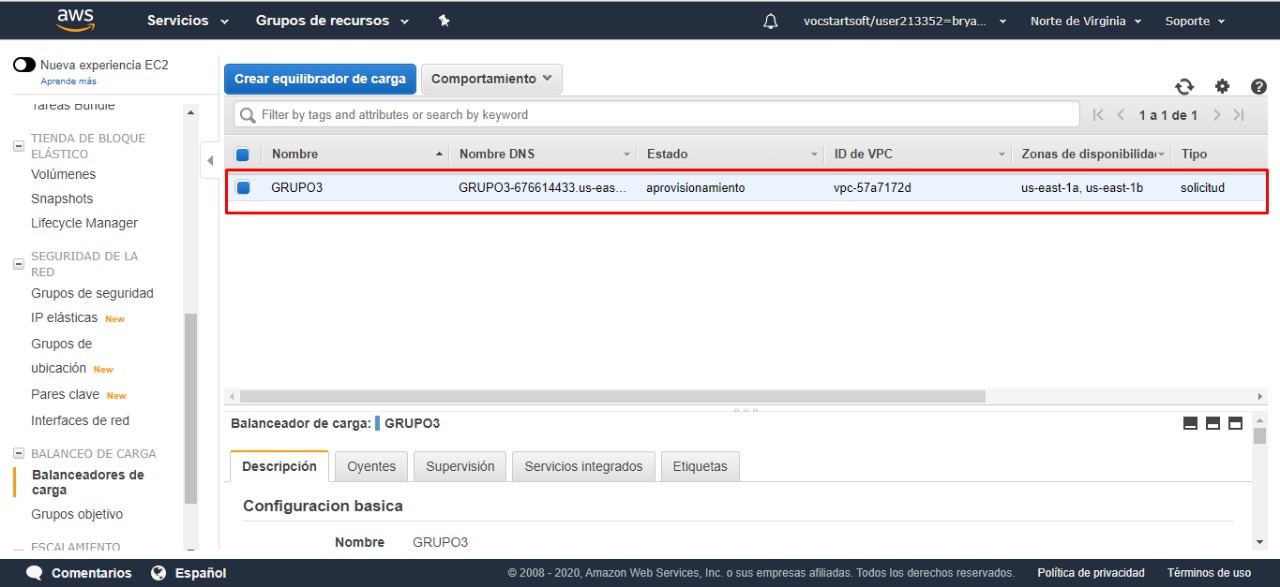 aws Servicios Grupos de recursos vocstartsoft/user213352=brya... Norte de Virginia Soporte
Nueva experiencia EC2
Aprende más
Tareas Bundle
TIENDA DE BLOQUE
ELÁSTICO
Volúmenes
Snapshots
Lifecycle Manager
SEGURIDAD DE LA
RED
Grupos de seguridad
IP elásticas New
Grupos de
ubicación New
Pares clave New
Interfaces de red
BALANCEO DE CARGA
Balanceadores de
carga
Grupos objetivo
ESCALAMIENTO
Crear equilibrador de carga Comportamiento
Filter by tags and attributes or search by keyword 1 a 1 de 1
Nombre Nombre DNS Estado ID de VPC Zonas de disponibilida Tipo
GRUPO3 GRUPO3-676614433.us-eas... aprovisionamiento vpc-57a7172d us-east-1a, us-east-1b solicitud
Balanceador de carga: GRUPO3
Descripción Oyentes Supervisión Servicios integrados Etiquetas
Configuracion basica
Nombre GRUPO3
Comentarios Español © 2008 - 2020, Amazon Web Services, Inc. o sus empresas afiliadas. Todos los derechos reservados. Política de privacidad Términos de uso